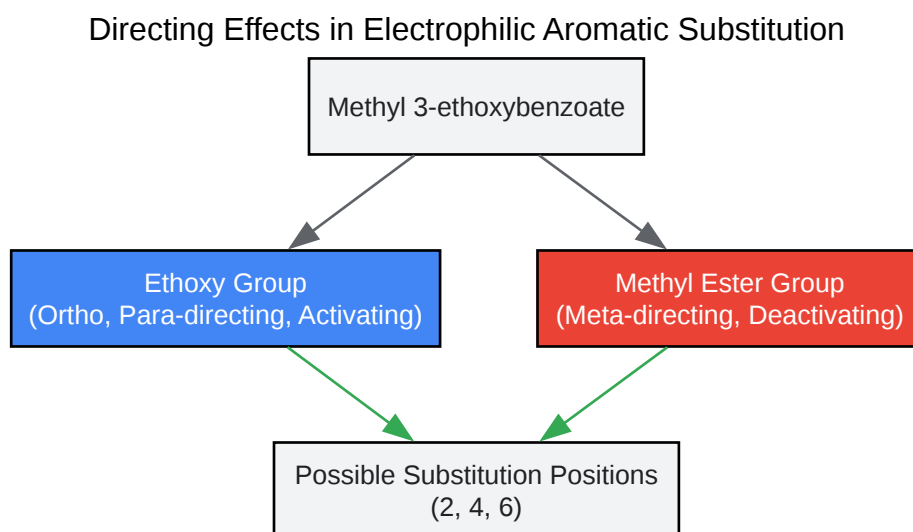 Directing Effects in Electrophilic Aromatic Substitution
Methyl 3-ethoxybenzoate
Ethoxy Group
(Ortho, Para-directing, Activating)
Methyl Ester Group
(Meta-directing, Deactivating)
Possible Substitution Positions
(2, 4, 6)